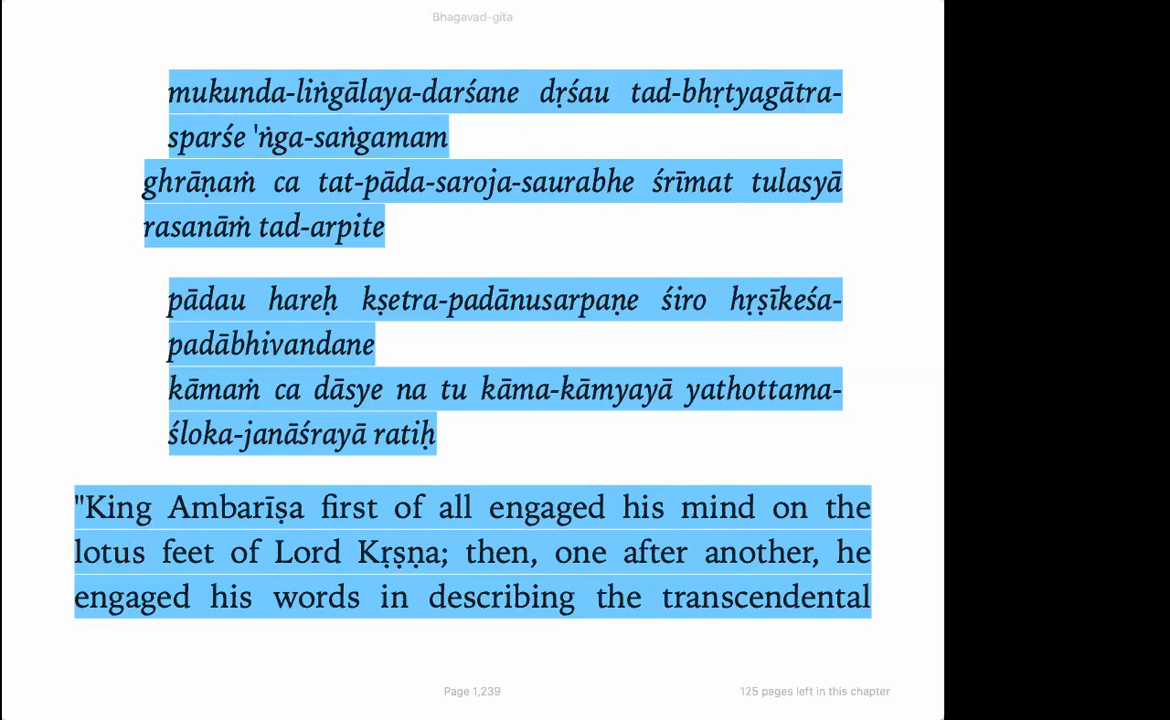 Bhagavad-gita
mukunda-liṅgālaya-darśane dṛśau tad-bhṛtyagātra-
sparśe 'ṅga-saṅgamam
ghrāṇaṁ ca tat-pāda-saroja-saurabhe śrīmat tulasyā
rasanāṁ tad-arpite
pādau hareḥ kṣetra-padānusarpaṇe śiro hṛṣīkeśa-
padābhivandane
kāmaṁ ca dāsye na tu kāma-kāmyayā yathottama-
śloka-janāśrayā ratiḥ
"King Ambarīṣa first of all engaged his mind on the
lotus feet of Lord Kṛṣṇa; then, one after another, he
engaged his words in describing the transcendental
Page 1,239
125 pages left in this chapter